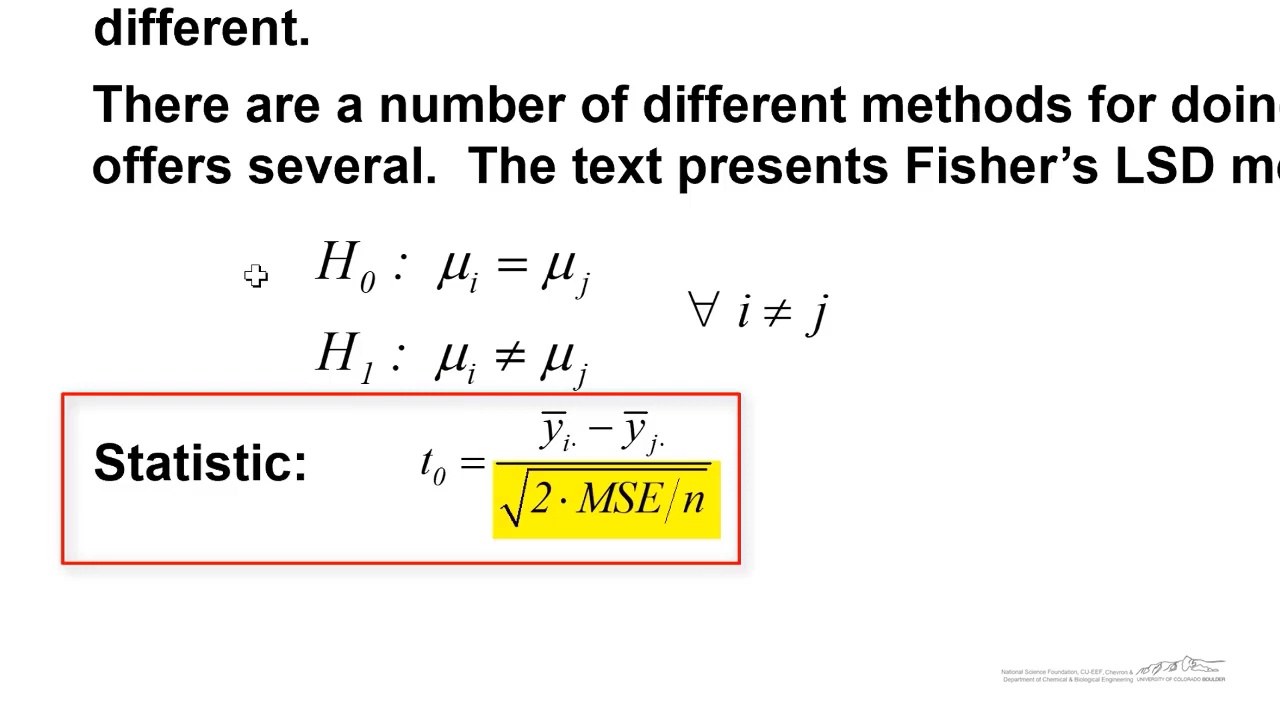 different.
There are a number of different methods for doin
offers several.  The text presents Fisher’s LSD m
H₀ : μᵢ = μⱼ
∀ i ≠ j
H₁ : μᵢ ≠ μⱼ
Statistic: t₀ = (ȳᵢ. − ȳⱼ.) / √(2 · MSE/n)
National Science Foundation, CU-EEF, Chevron &
Department of Chemical & Biological Engineering UNIVERSITY OF COLORADO BOULDER